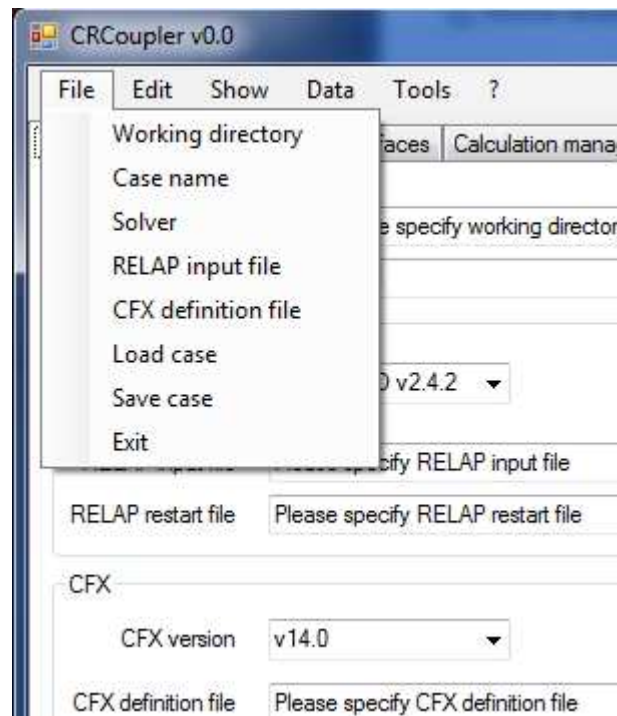 CRCoupler v0.0
File Edit Show Data Tools ?
Working directory
faces Calculation mana
Case name
Solver
e specify working director
RELAP input file
CFX definition file
Load case
v2.4.2
Save case
Exit
cify RELAP input file
RELAP restart file Please specify RELAP restart file
CFX
CFX version v14.0
CFX definition file Please specify CFX definition file